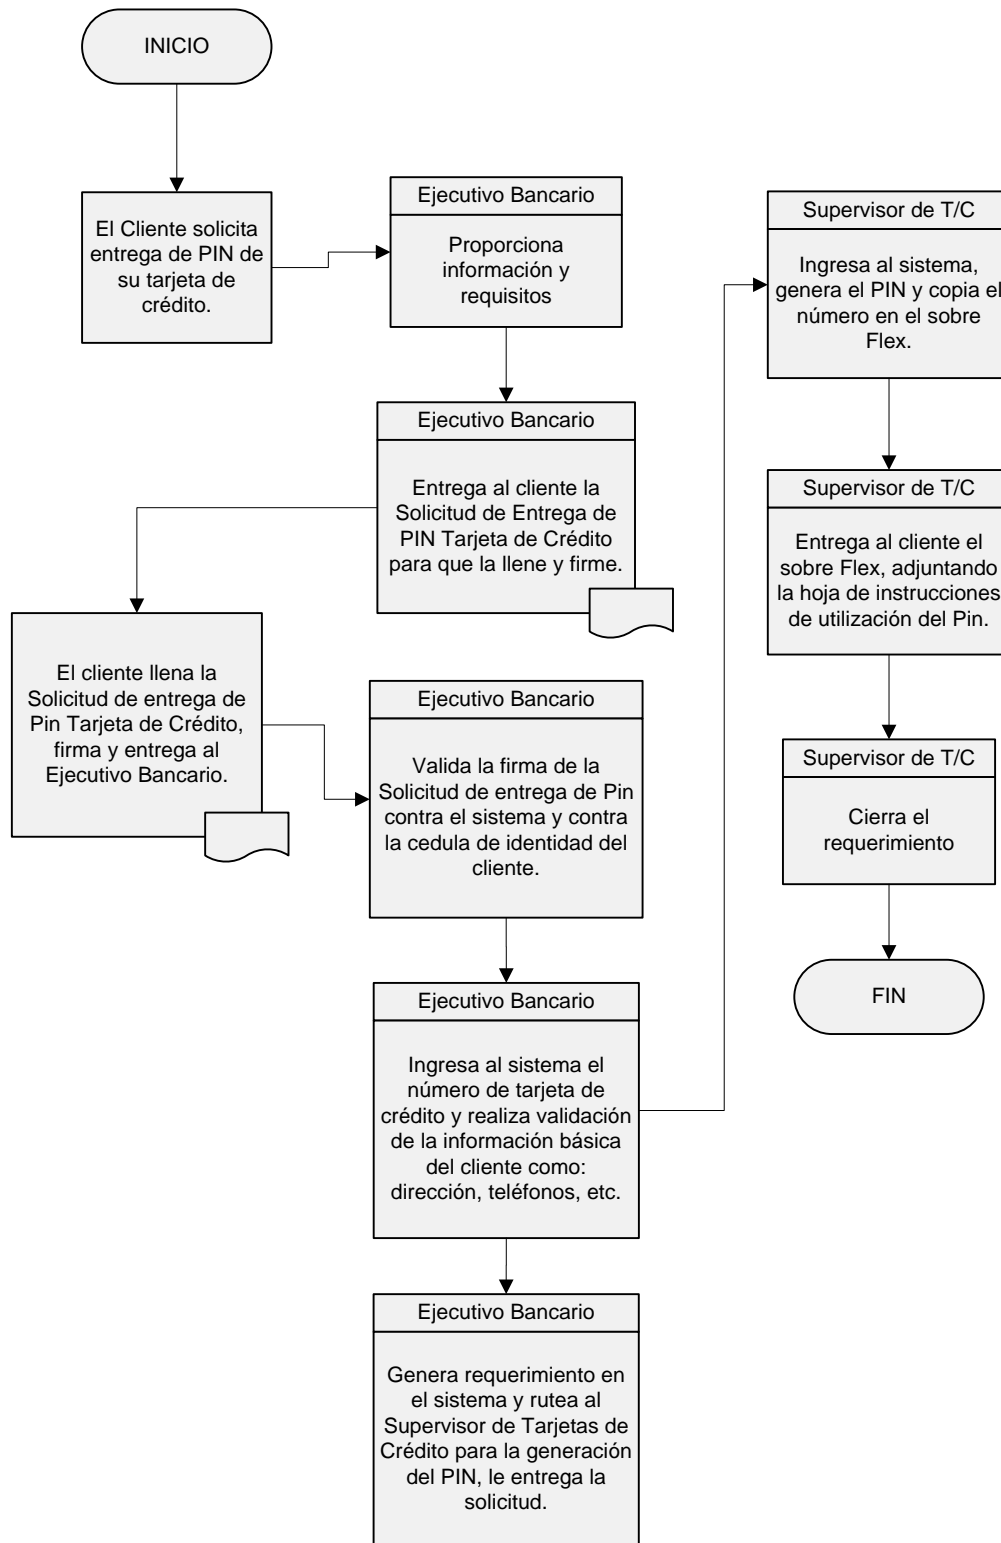 INICIO
El Cliente solicita
entrega de PIN de
su tarjeta de
crédito.
Ejecutivo Bancario
Proporciona
información y
requisitos
Ejecutivo Bancario
Entrega al cliente la
Solicitud de Entrega de
PIN Tarjeta de Crédito
para que la llene y firme.
El cliente llena la
Solicitud de entrega de
Pin Tarjeta de Crédito,
firma y entrega al
Ejecutivo Bancario.
Ejecutivo Bancario
Valida la firma de la
Solicitud de entrega de Pin
contra el sistema y contra
la cedula de identidad del
cliente.
Ejecutivo Bancario
Ingresa al sistema el
número de tarjeta de
crédito y realiza validación
de la información básica
del cliente como:
dirección, teléfonos, etc.
Ejecutivo Bancario
Genera requerimiento en
el sistema y rutea al
Supervisor de Tarjetas de
Crédito para la generación
del PIN, le entrega la
solicitud.
Supervisor de T/C
Ingresa al sistema,
genera el PIN y copia el
número en el sobre
Flex.
Supervisor de T/C
Entrega al cliente el
sobre Flex, adjuntando
la hoja de instrucciones
de utilización del Pin.
Supervisor de T/C
Cierra el
requerimiento
FIN